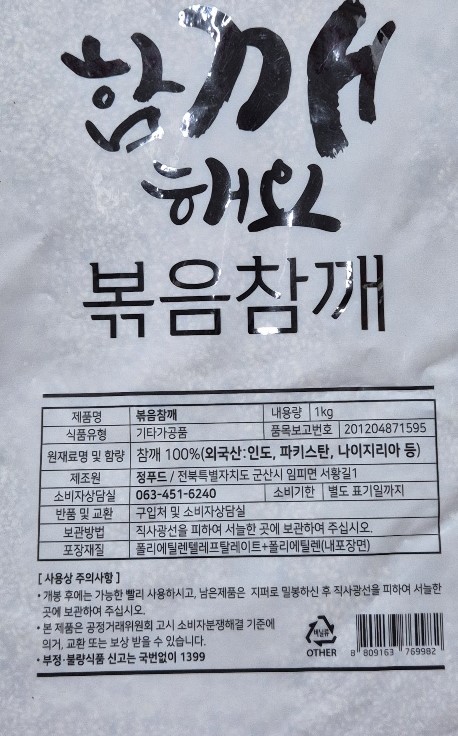 함깨
해요
볶음참깨
제품명 볶음참깨 내용량 1kg
식품유형 기타가공품 품목보고번호 201204871595
원재료명 및 함량 참깨 100%(외국산:인도, 파키스탄, 나이지리아 등)
제조원 정푸드 / 전북특별자치도 군산시 임피면 서황길1
소비자상담실 063-451-6240 소비기한 별도 표기일까지
반품 및 교환 구입처 및 소비자상담실
보관방법 직사광선을 피하여 서늘한 곳에 보관하여 주십시오.
포장재질 폴리에틸렌텔레프탈레이트+폴리에틸렌(내포장면)
[ 사용상 주의사항 ]
• 개봉 후에는 가능한 빨리 사용하시고, 남은제품은 지퍼로 밀봉하신 후 직사광선을 피하여 서늘한
곳에 보관하여 주십시오.
• 본 제품은 공정거래위원회 고시 소비자분쟁해결 기준에
의거, 교환 또는 보상 받을 수 있습니다.
• 부정·불량식품 신고는 국번없이 1399
비닐류
OTHER
8 809163 769982